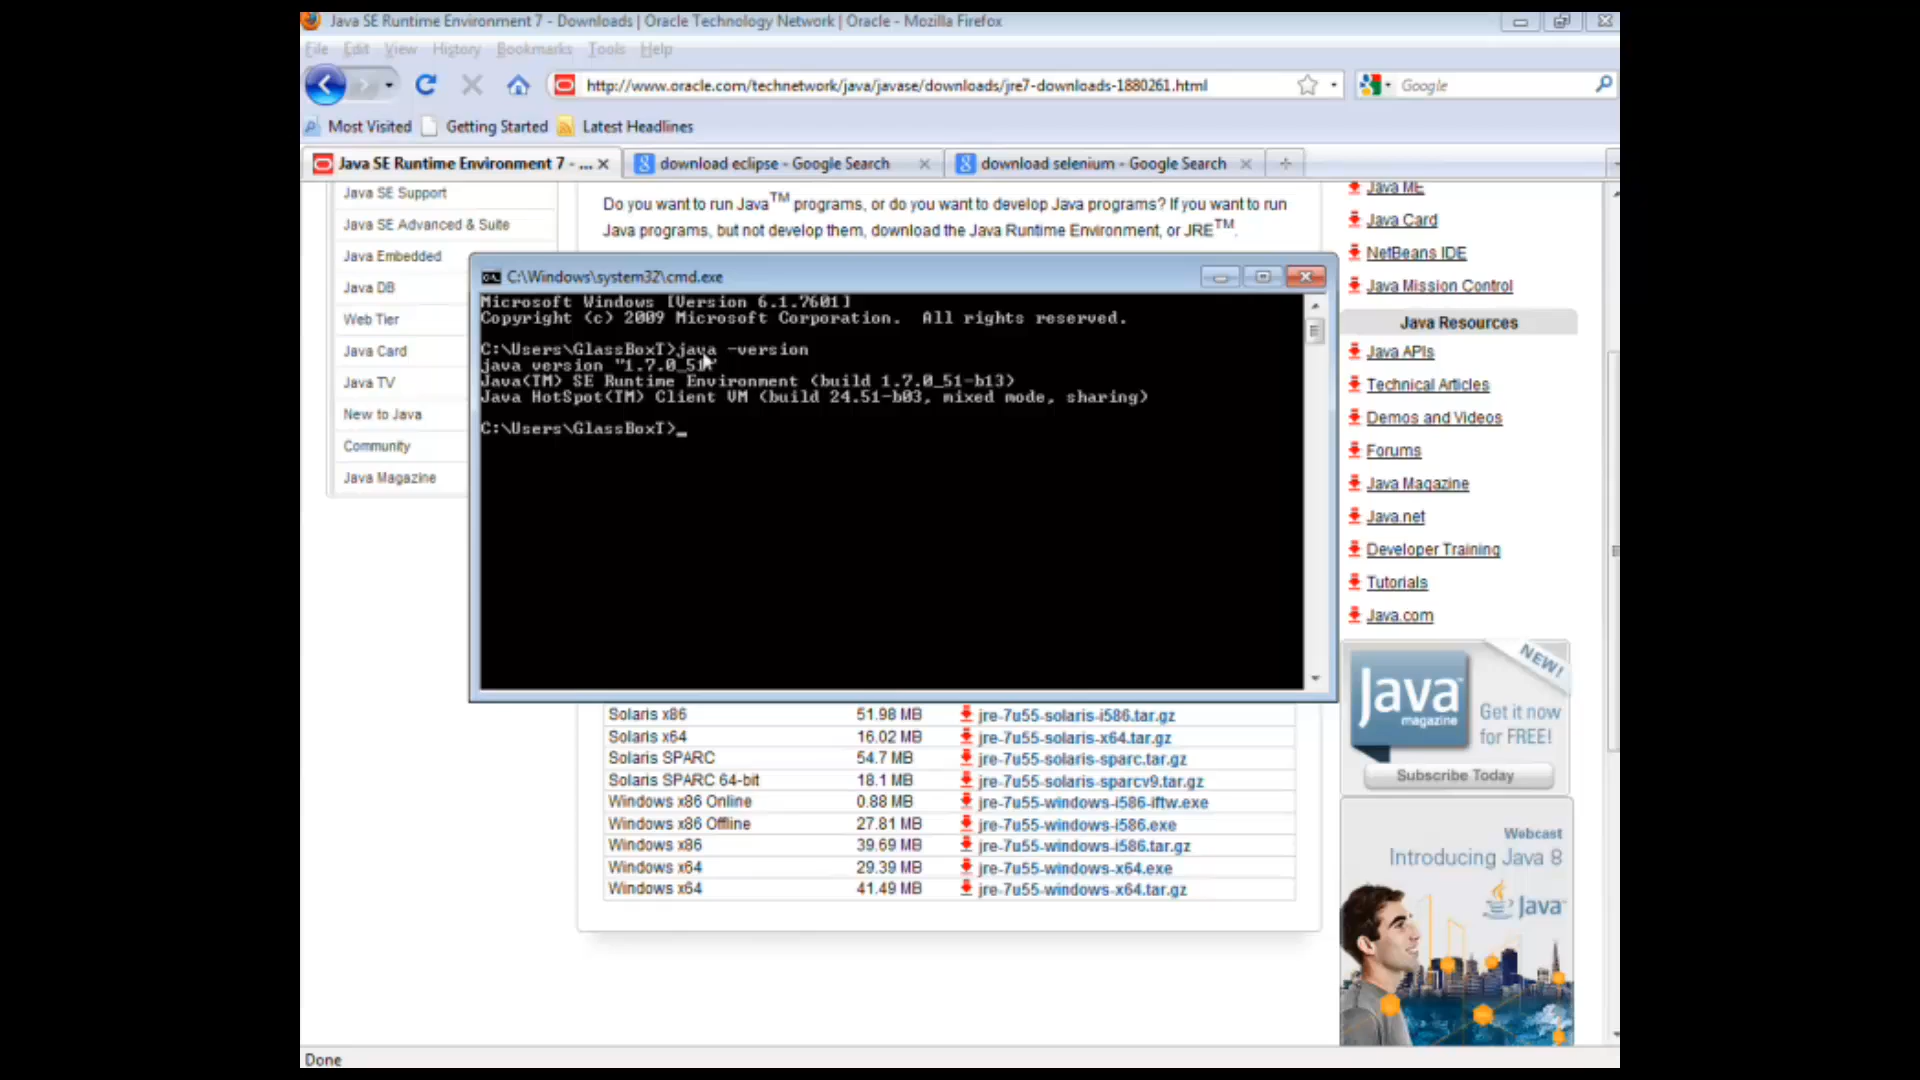 Java SE Runtime Environment 7 - Downloads | Oracle Technology Network | Oracle - Mozilla Firefox
File Edit View History Bookmarks Tools Help
http://www.oracle.com/technetwork/java/javase/downloads/jre7-downloads-1880261.html
Google
Most Visited Getting Started Latest Headlines
Java SE Runtime Environment 7 - ... download eclipse - Google Search download selenium - Google Search
Java SE Support
Java SE Advanced & Suite
Java Embedded
Java DB
Web Tier
Java Card
Java TV
New to Java
Community
Java Magazine
Do you want to run Java™ programs, or do you want to develop Java programs? If you want to run
Java programs, but not develop them, download the Java Runtime Environment, or JRE™.
C:\Windows\system32\cmd.exe
Microsoft Windows [Version 6.1.7601]
Copyright (c) 2009 Microsoft Corporation. All rights reserved.
C:\Users\GlassBoxT>java -version
java version "1.7.0_51"
Java(TM) SE Runtime Environment (build 1.7.0_51-b13)
Java HotSpot(TM) Client VM (build 24.51-b03, mixed mode, sharing)
C:\Users\GlassBoxT>_
Solaris x86 51.98 MB jre-7u55-solaris-i586.tar.gz
Solaris x64 16.02 MB jre-7u55-solaris-x64.tar.gz
Solaris SPARC 54.7 MB jre-7u55-solaris-sparc.tar.gz
Solaris SPARC 64-bit 18.1 MB jre-7u55-solaris-sparcv9.tar.gz
Windows x86 Online 0.88 MB jre-7u55-windows-i586-iftw.exe
Windows x86 Offline 27.81 MB jre-7u55-windows-i586.exe
Windows x86 39.69 MB jre-7u55-windows-i586.tar.gz
Windows x64 29.39 MB jre-7u55-windows-x64.exe
Windows x64 41.49 MB jre-7u55-windows-x64.tar.gz
Java ME
Java Card
NetBeans IDE
Java Mission Control
Java Resources
Java APIs
Technical Articles
Demos and Videos
Forums
Java Magazine
Java.net
Developer Training
Tutorials
Java.com
NEW!
Java
magazine
Get it now
for FREE!
Subscribe Today
Webcast
Introducing Java 8
Java
Done